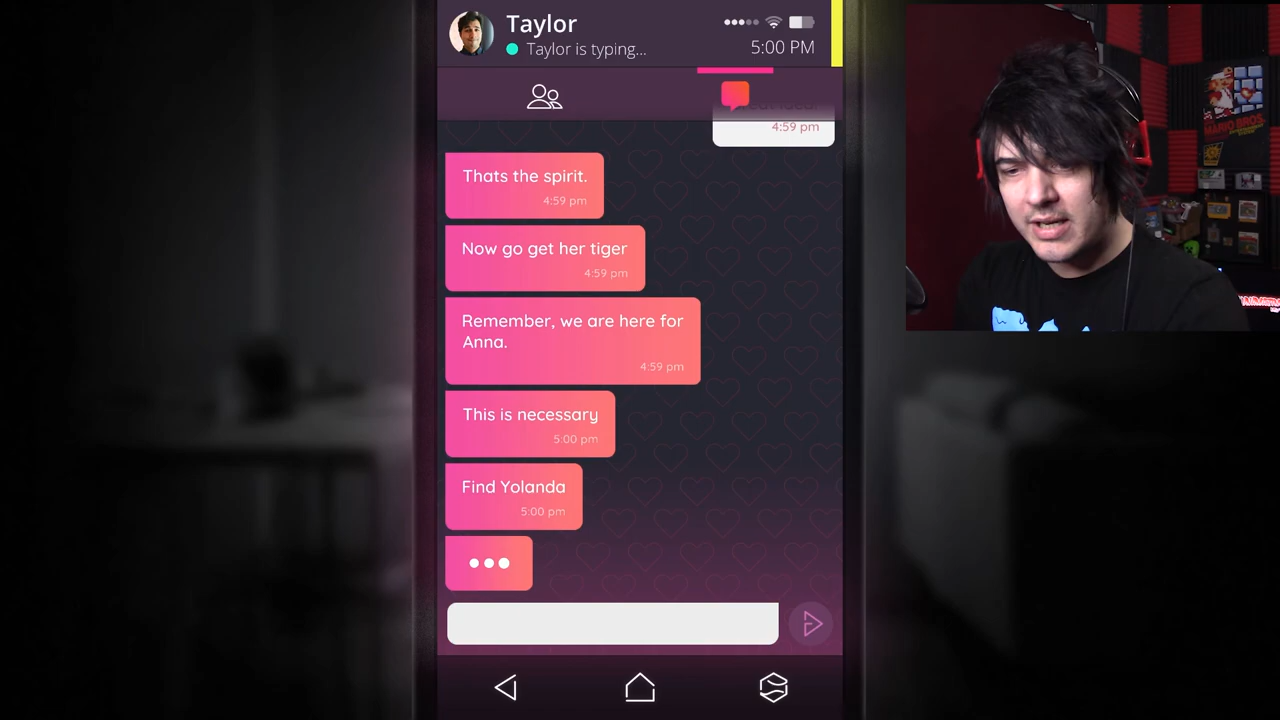 Taylor
Taylor is typing...
5:00 PM
4:59 pm
Thats the spirit.
4:59 pm
Now go get her tiger
4:59 pm
Remember, we are here for
Anna.
4:59 pm
This is necessary
5:00 pm
Find Yolanda
5:00 pm
MARIO BROS.